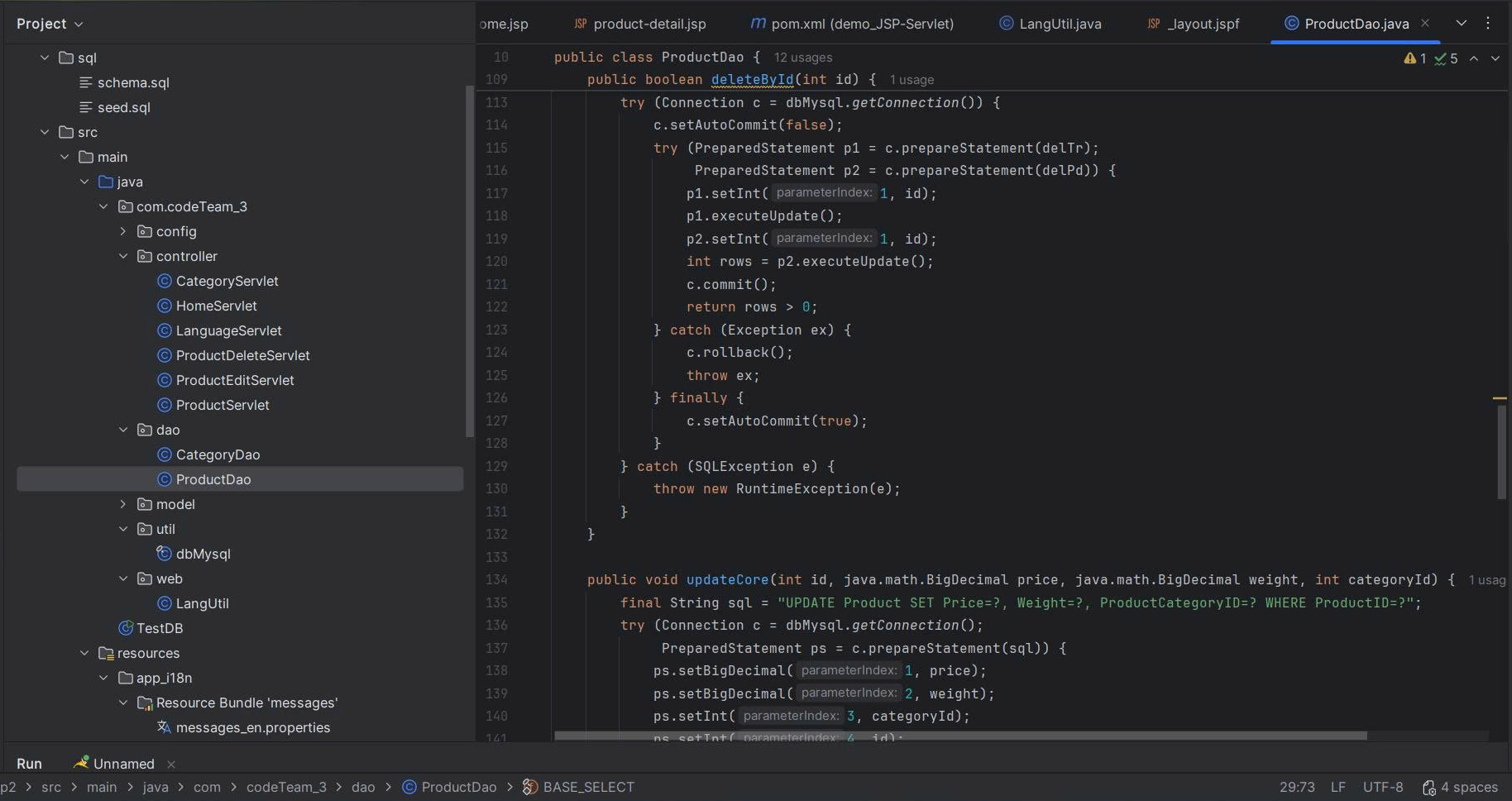 Project
ome.jsp
product-detail.jsp
pom.xml (demo_JSP-Servlet)
LangUtil.java
_layout.jspf
ProductDao.java
sql
schema.sql
seed.sql
src
main
java
com.codeTeam_3
config
controller
CategoryServlet
HomeServlet
LanguageServlet
ProductDeleteServlet
ProductEditServlet
ProductServlet
dao
CategoryDao
ProductDao
model
util
dbMysql
web
LangUtil
TestDB
resources
app_i18n
Resource Bundle 'messages'
messages_en.properties
1 5
10 public class ProductDao { 12 usages
109 public boolean deleteById(int id) { 1 usage
113 try (Connection c = dbMysql.getConnection()) {
114 c.setAutoCommit(false);
115 try (PreparedStatement p1 = c.prepareStatement(delTr);
116 PreparedStatement p2 = c.prepareStatement(delPd)) {
117 p1.setInt( parameterIndex: 1, id);
118 p1.executeUpdate();
119 p2.setInt( parameterIndex: 1, id);
120 int rows = p2.executeUpdate();
121 c.commit();
122 return rows > 0;
123 } catch (Exception ex) {
124 c.rollback();
125 throw ex;
126 } finally {
127 c.setAutoCommit(true);
128 }
129 } catch (SQLException e) {
130 throw new RuntimeException(e);
131 }
132 }
133
134 public void updateCore(int id, java.math.BigDecimal price, java.math.BigDecimal weight, int categoryId) { 1 usag
135 final String sql = "UPDATE Product SET Price=?, Weight=?, ProductCategoryID=? WHERE ProductID=?";
136 try (Connection c = dbMysql.getConnection();
137 PreparedStatement ps = c.prepareStatement(sql)) {
138 ps.setBigDecimal( parameterIndex: 1, price);
139 ps.setBigDecimal( parameterIndex: 2, weight);
140 ps.setInt( parameterIndex: 3, categoryId);
141 ps.setInt( parameterIndex: 4, id);
Run
Unnamed
p2 > src > main > java > com > codeTeam_3 > dao > ProductDao > BASE_SELECT
29:73 LF UTF-8 4 spaces